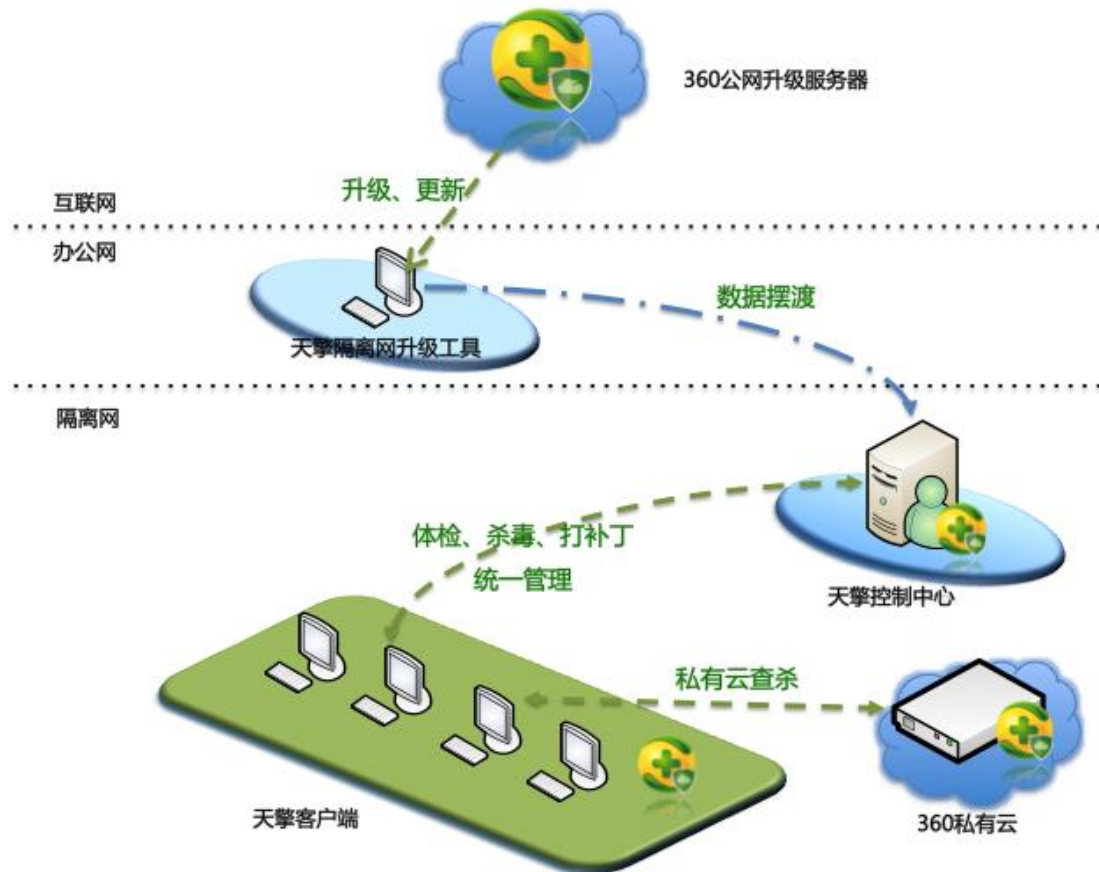 360公网升级服务器
升级、更新
互联网
办公网
数据摆渡
天擎隔离网升级工具
隔离网
体检、杀毒、打补丁
统一管理
天擎控制中心
私有云查杀
天擎客户端
360私有云